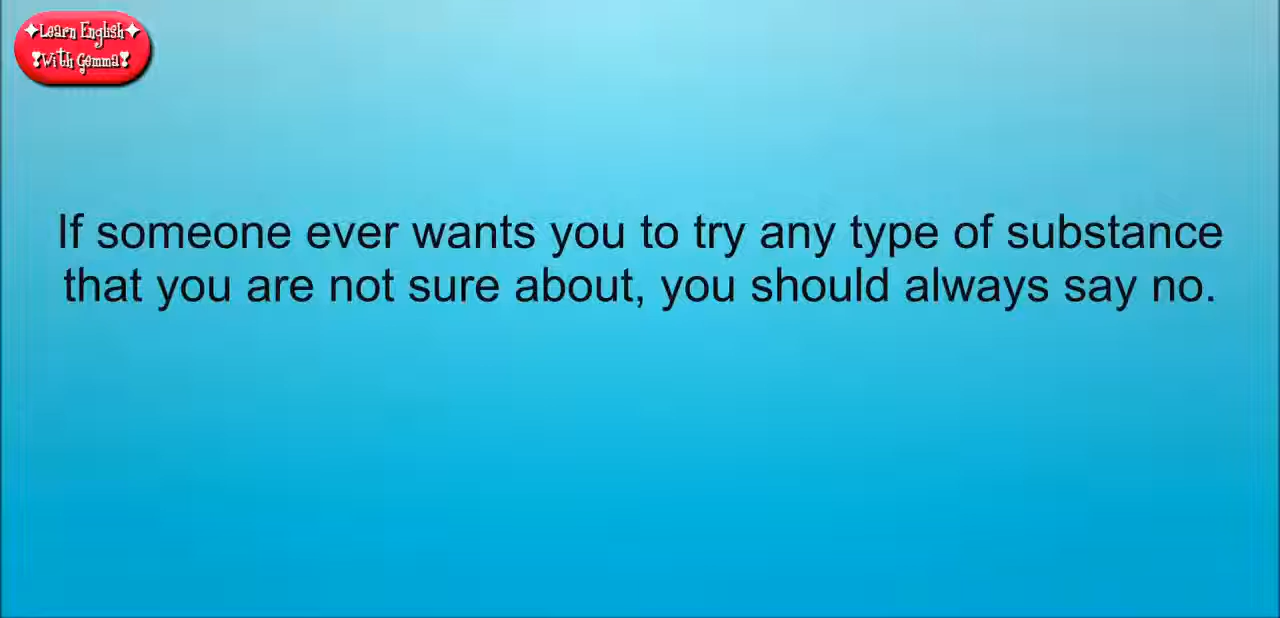 ✦Learn English✦
❣With Gemma❣
If someone ever wants you to try any type of substance
that you are not sure about, you should always say no.